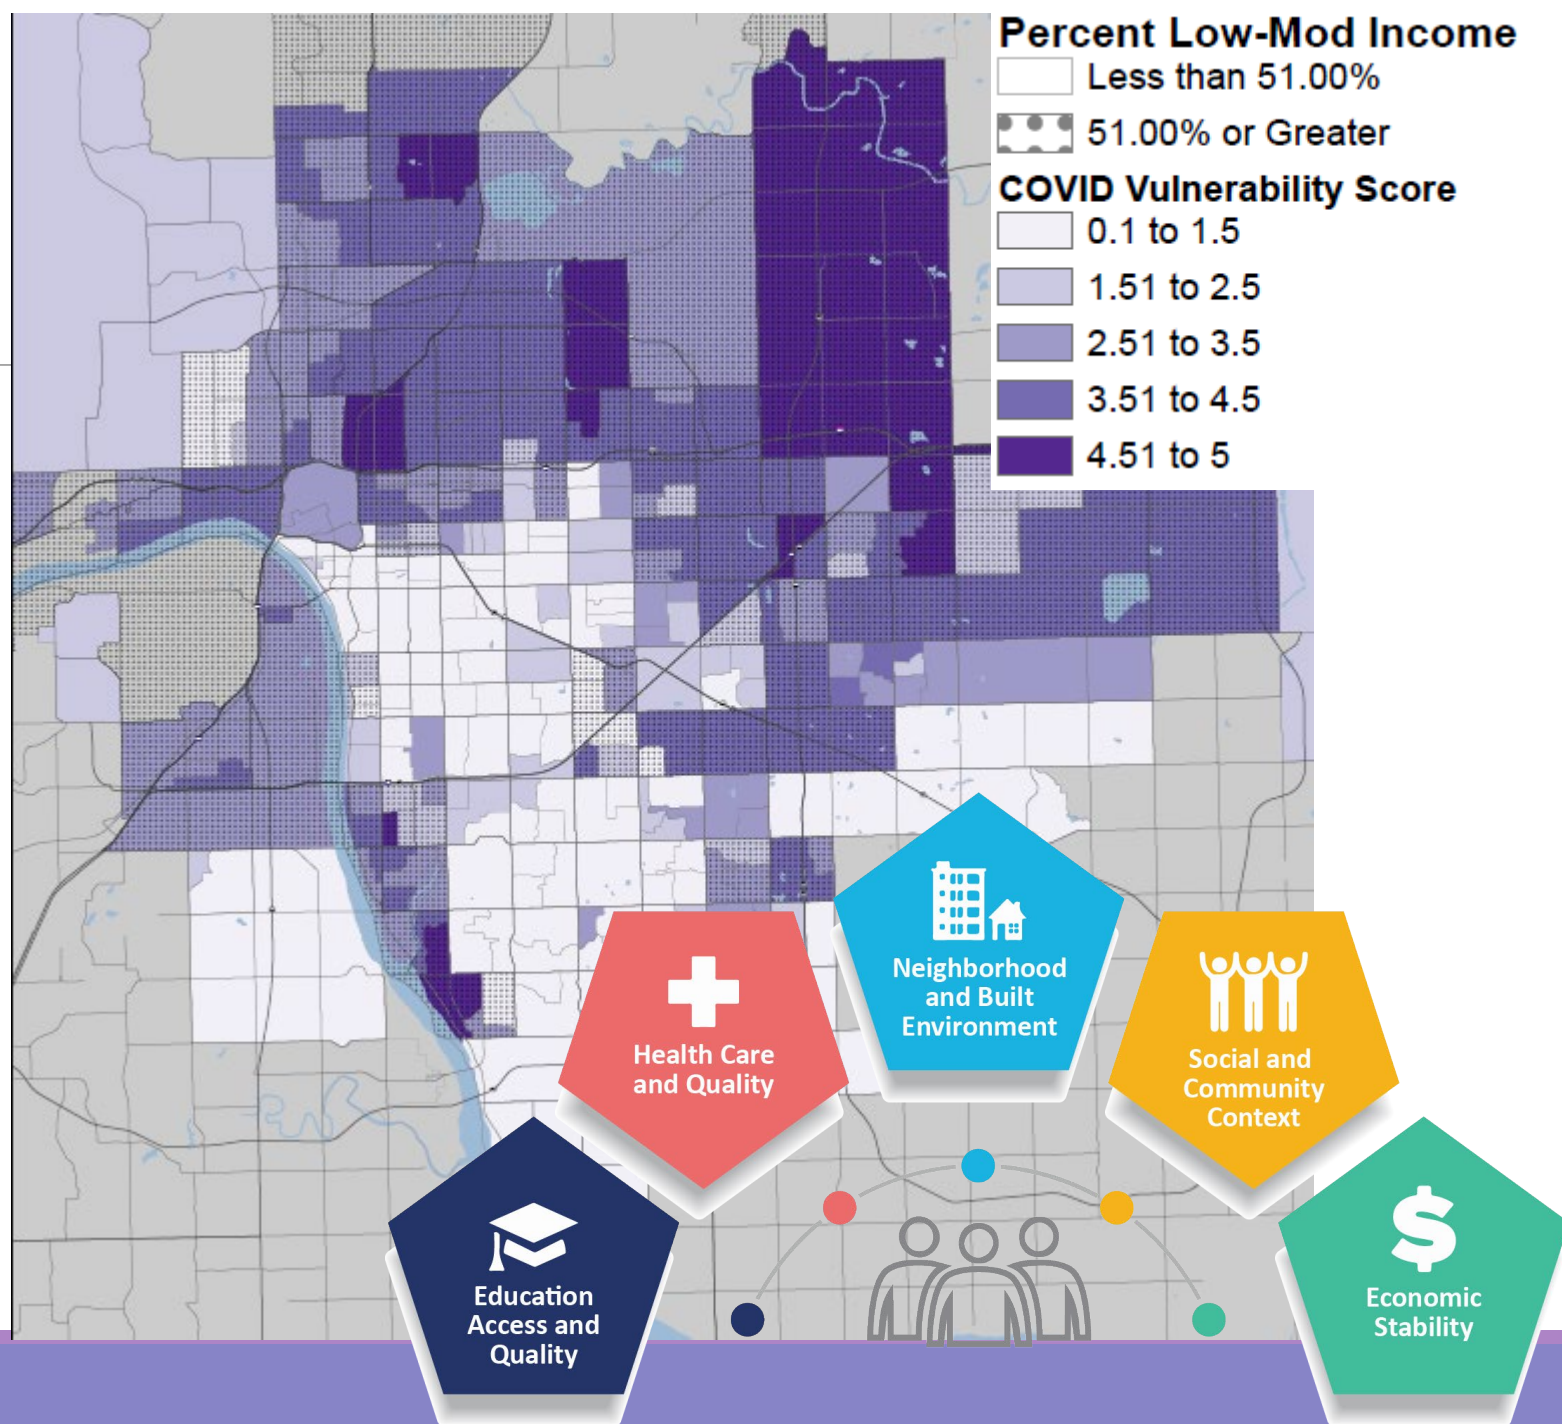 Percent Low-Mod Income
Less than 51.00%
51.00% or Greater
COVID Vulnerability Score
0.1 to 1.5
1.51 to 2.5
2.51 to 3.5
3.51 to 4.5
4.51 to 5
Neighborhood
and Built
Environment
Health Care
and Quality
Social and
Community
Context
Education
Access and
Quality
$
Economic
Stability